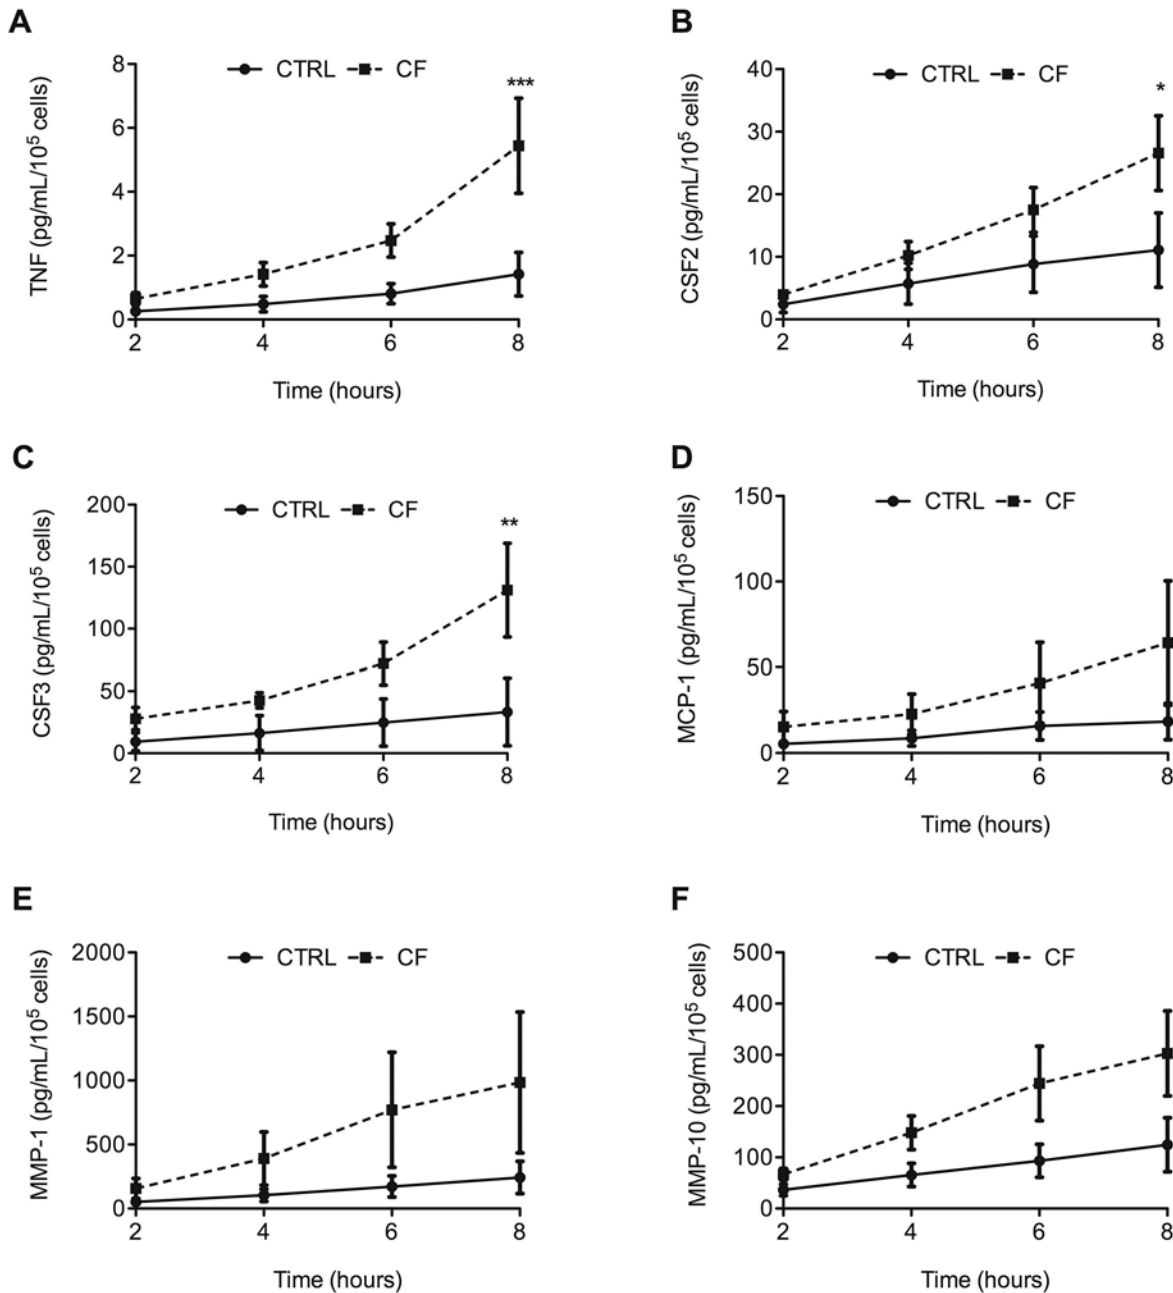 A
CTRL CF
***
TNF (pg/mL/10⁵ cells)
8
6
4
2
0
2 4 6 8
Time (hours)
B
CTRL CF
*
CSF2 (pg/mL/10⁵ cells)
40
30
20
10
0
2 4 6 8
Time (hours)
C
CTRL CF
**
CSF3 (pg/mL/10⁵ cells)
200
150
100
50
0
2 4 6 8
Time (hours)
D
CTRL CF
MCP-1 (pg/mL/10⁵ cells)
150
100
50
0
2 4 6 8
Time (hours)
E
CTRL CF
MMP-1 (pg/mL/10⁵ cells)
2000
1500
1000
500
0
2 4 6 8
Time (hours)
F
CTRL CF
MMP-10 (pg/mL/10⁵ cells)
500
400
300
200
100
0
2 4 6 8
Time (hours)